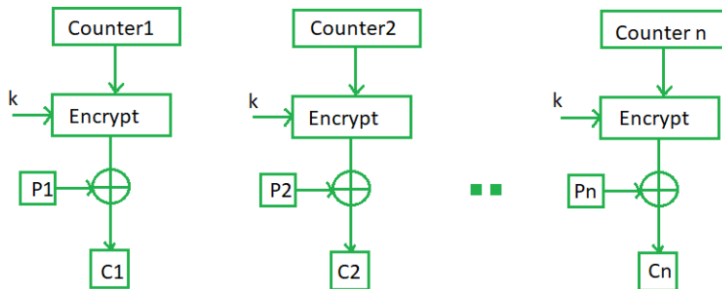 Counter1 Counter2 Counter n
k Encrypt k Encrypt k Encrypt
P1 P2 Pn
C1 C2 Cn